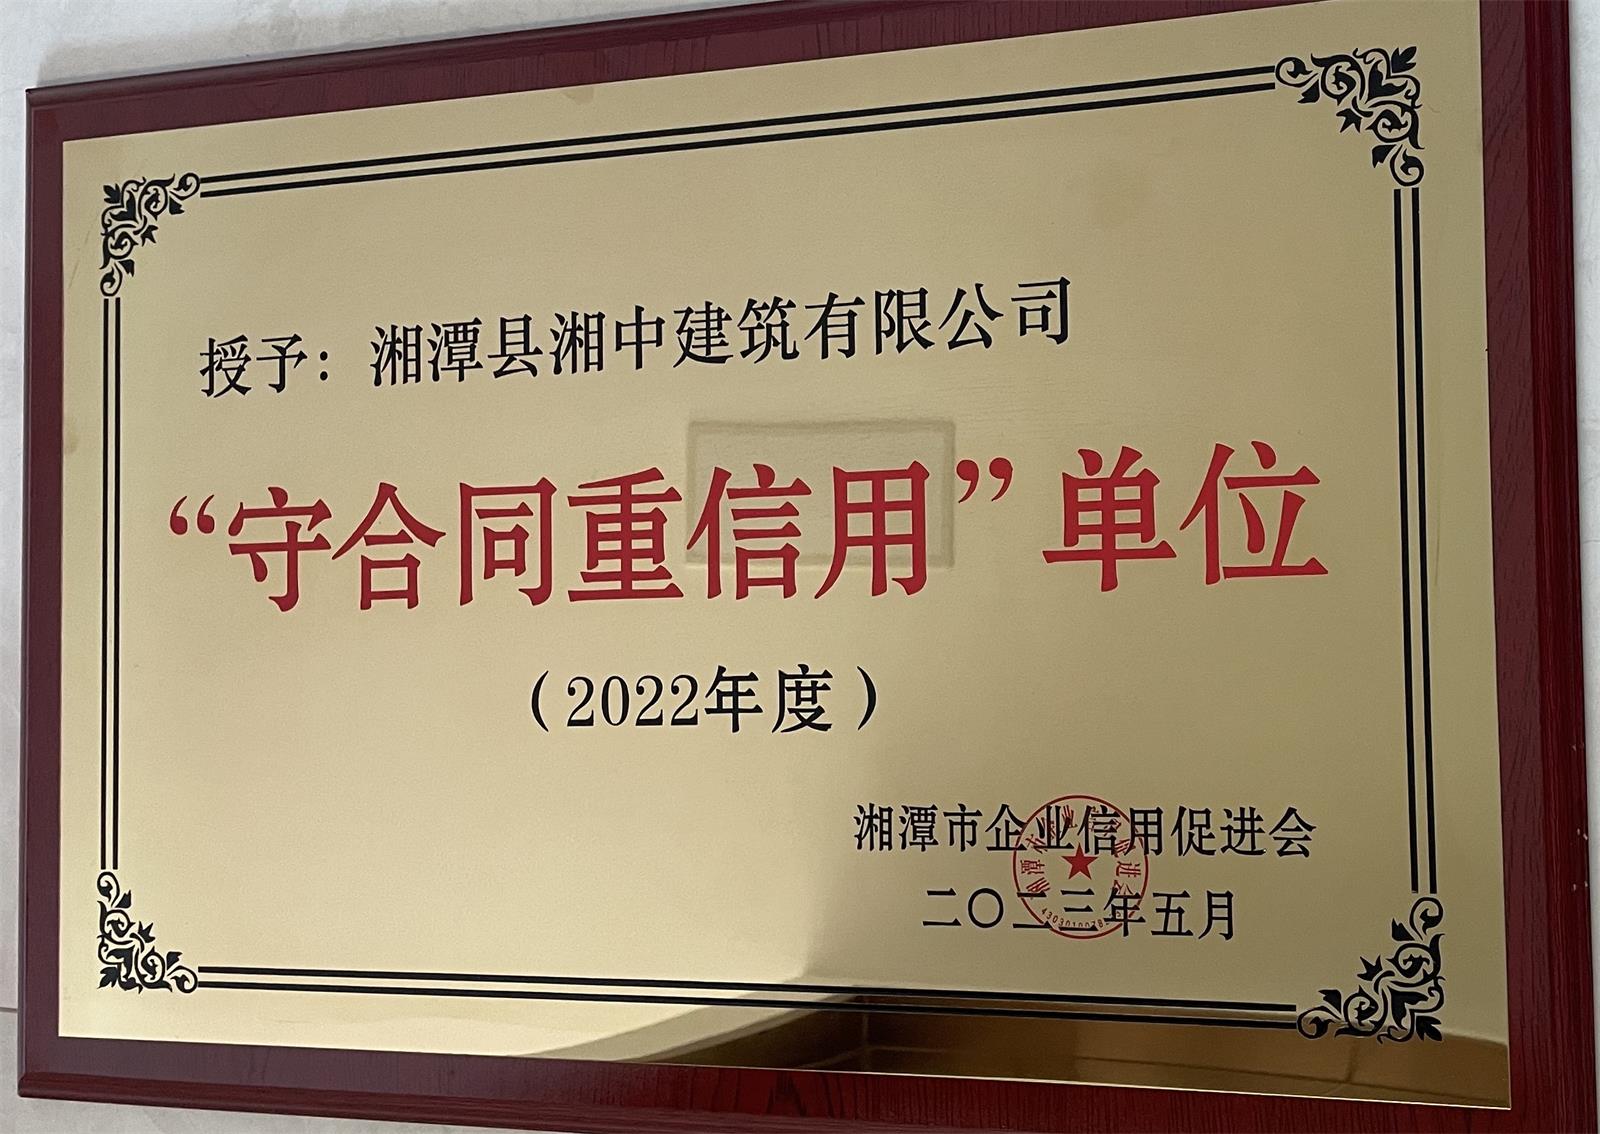 授予：湘潭县湘中建筑有限公司
“守合同重信用”单位
（2022年度）
湘潭市企业信用促进会
二〇二三年五月